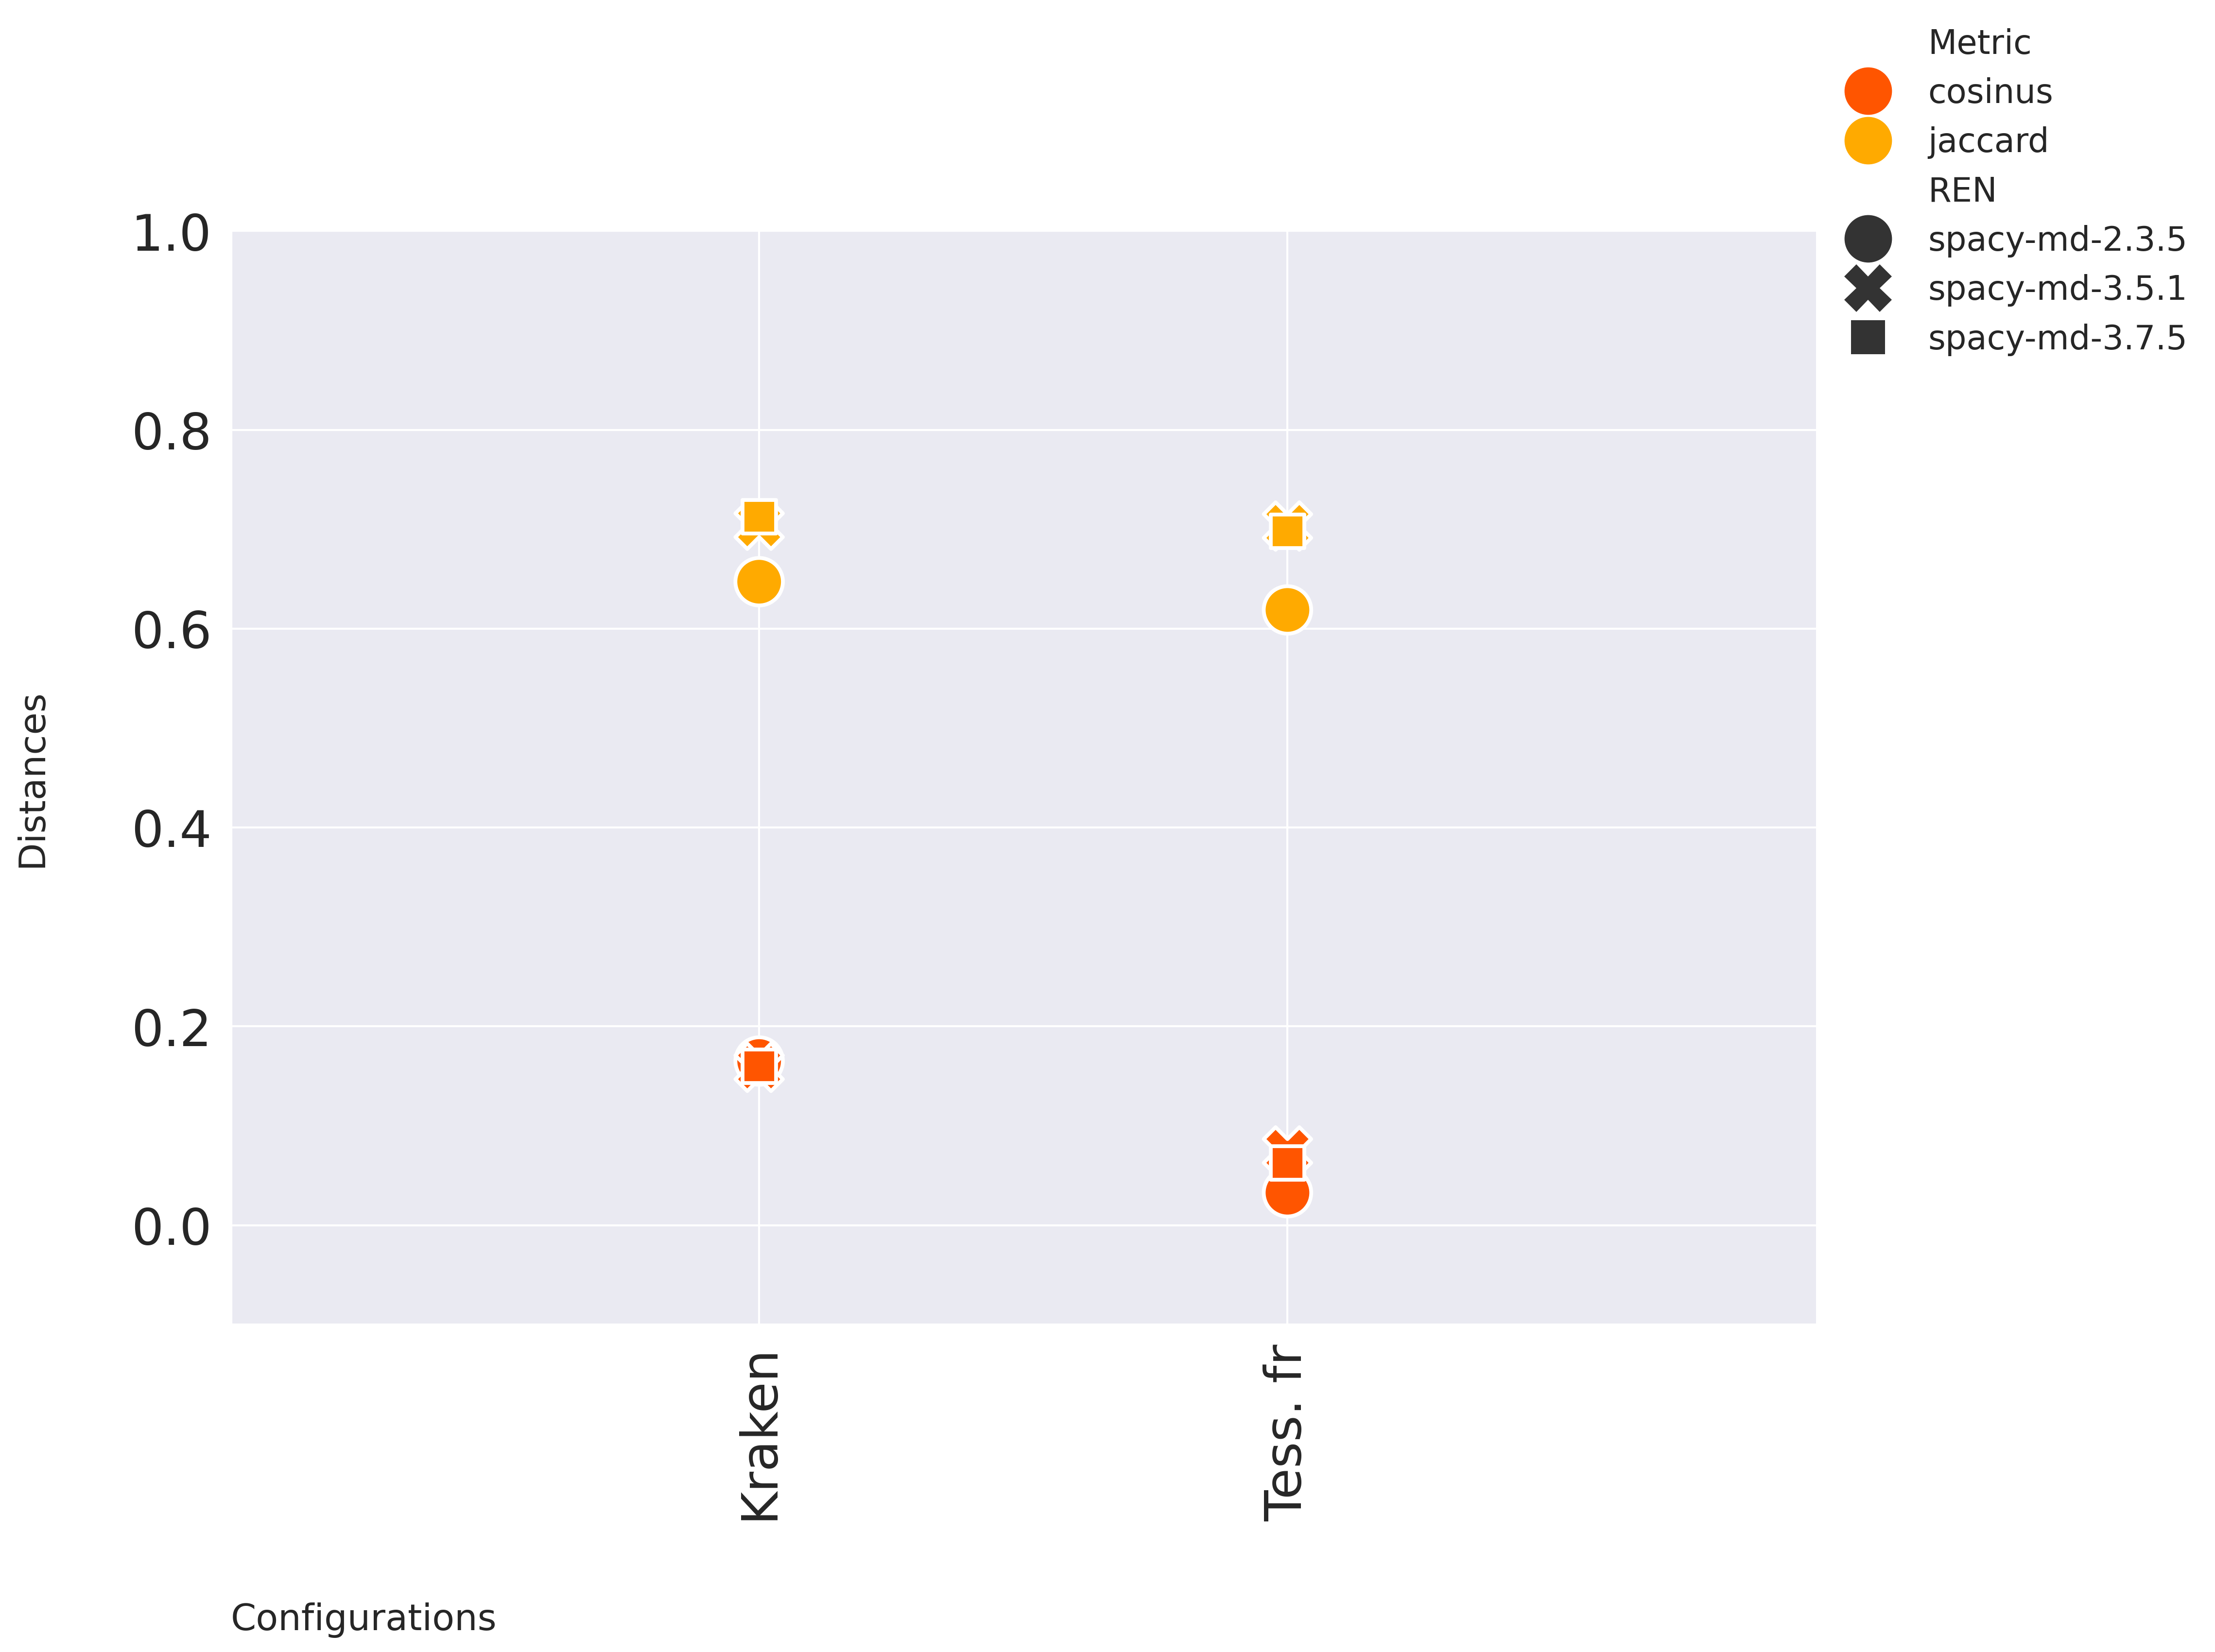 Metric
cosinus
jaccard
REN
spacy-md-2.3.5
spacy-md-3.5.1
spacy-md-3.7.5
1.0
0.8
0.6
0.4
0.2
0.0
Distances
Kraken
Tess. fr
Configurations